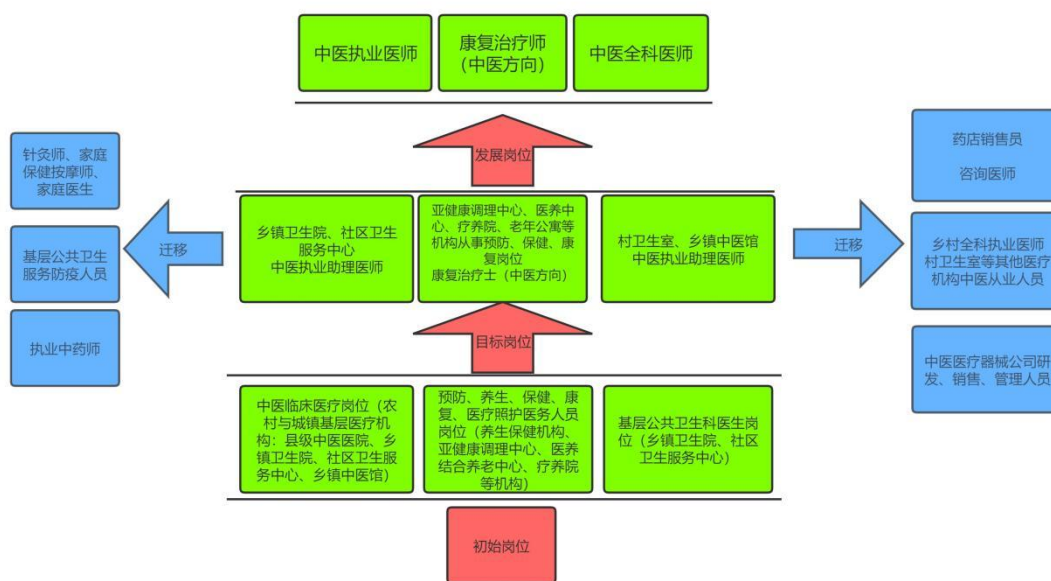 中医执业医师
康复治疗师
（中医方向）
中医全科医师
发展岗位
针灸师、家庭
保健按摩师、
家庭医生
基层公共卫生
服务防疫人员
执业中药师
迁移
乡镇卫生院、社区卫生
服务中心
中医执业助理医师
亚健康调理中心、医养中
心、疗养院、老年公寓等
机构从事预防、保健、康
复岗位
康复治疗士（中医方向）
村卫生室、乡镇中医馆
中医执业助理医师
迁移
药店销售员
咨询医师
乡村全科执业医师
村卫生室等其他医疗
机构中医从业人员
中医医疗器械公司研
发、销售、管理人员
目标岗位
中医临床医疗岗位（农
村与城镇基层医疗机
构：县级中医医院、乡
镇卫生院、社区卫生服
务中心、乡镇中医馆）
预防、养生、保健、康
复、医疗照护医务人员
岗位（养生保健机构、
亚健康调理中心、医养
结合养老中心、疗养院
等机构）
基层公共卫生科医生岗
位（乡镇卫生院、社区
卫生服务中心）
初始岗位